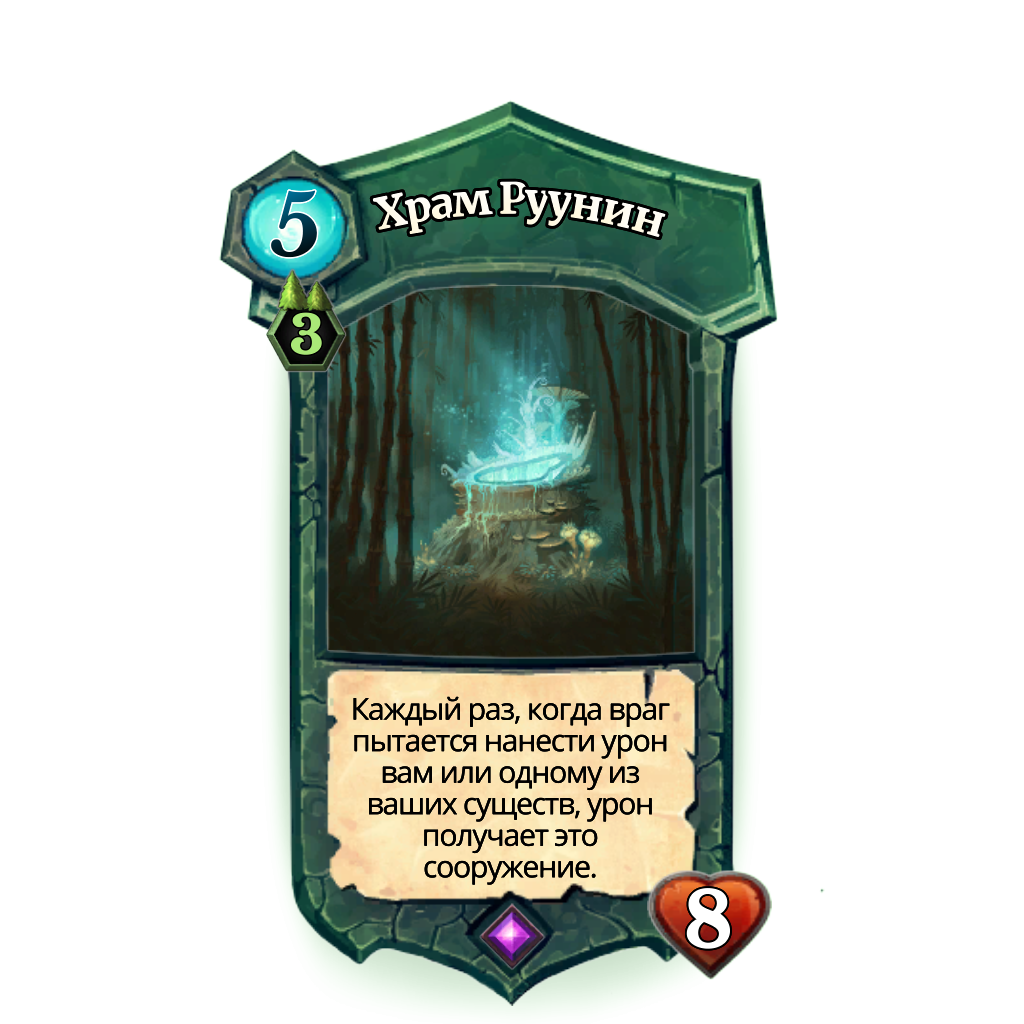 5
Храм Руунин
3
Каждый раз, когда враг
пытается нанести урон
вам или одному из
ваших существ, урон
получает это
сооружение.
8